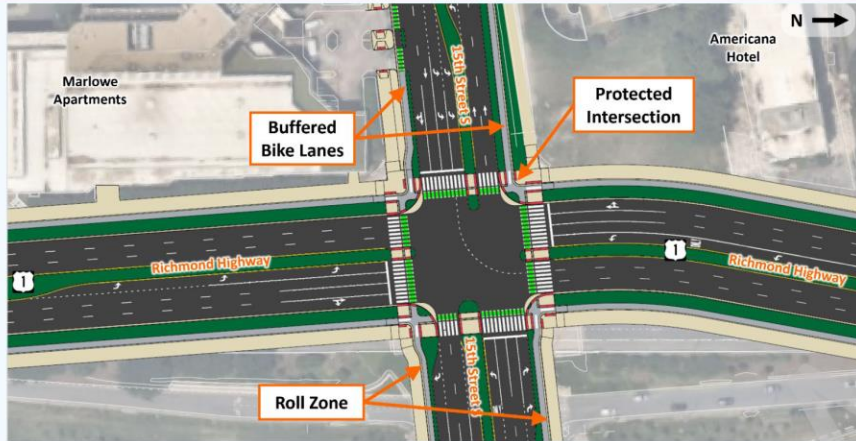 N
Americana
Hotel
Marlowe
Apartments
15th Street S
Buffered
Bike Lanes
Protected
Intersection
Richmond Highway
1
1
Richmond Highway
15th Street S
Roll Zone